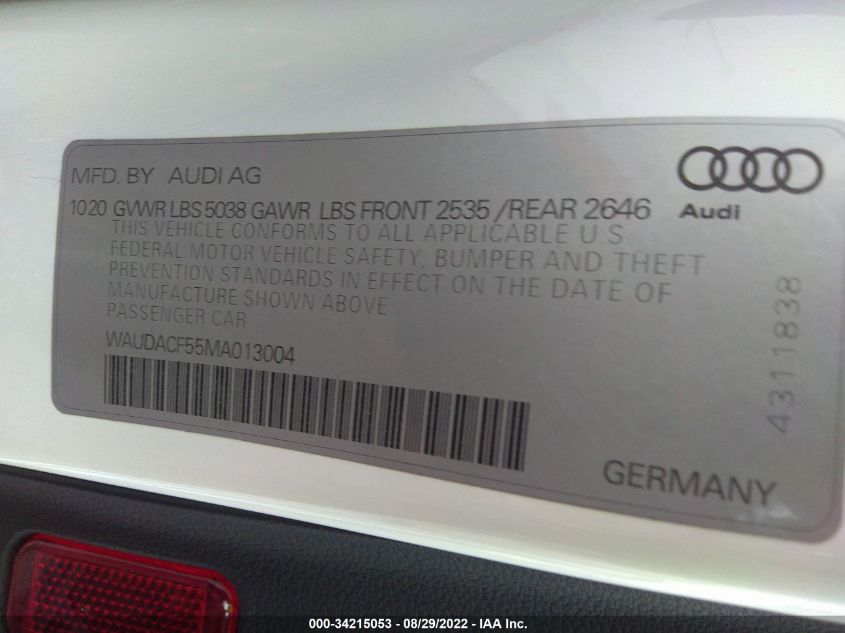 MFD. BY AUDI AG
Audi
1020 GVWR LBS 5038 GAWR LBS FRONT 2535 /REAR 2646
THIS VEHICLE CONFORMS TO ALL APPLICABLE U.S.
FEDERAL MOTOR VEHICLE SAFETY, BUMPER AND THEFT
PREVENTION STANDARDS IN EFFECT ON THE DATE OF
MANUFACTURE SHOWN ABOVE
PASSENGER CAR
WAUDACF55MA013004
4311838
GERMANY
000-34215053 - 08/29/2022 - IAA Inc.